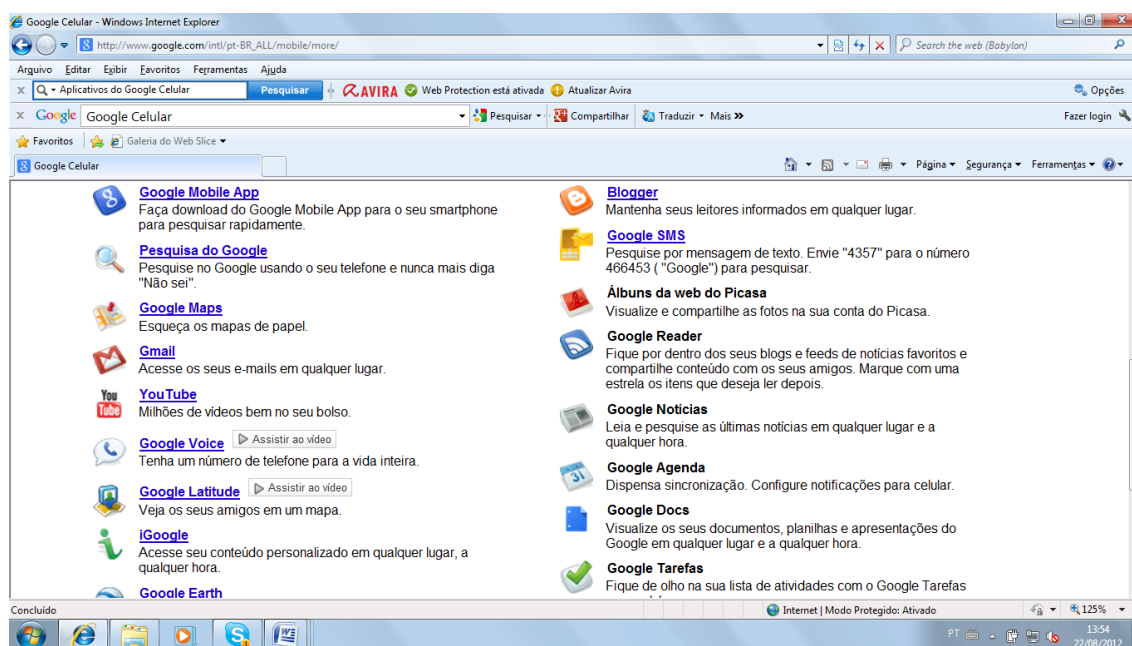 Google Celular - Windows Internet Explorer
http://www.google.com/intl/pt-BR_ALL/mobile/more/
Search the web (Babylon)
Arquivo Editar Exibir Favoritos Ferramentas Ajuda
x Aplicativos do Google Celular Pesquisar AVIRA Web Protection está ativada Atualizar Avira Opções
x Google Google Celular Pesquisar Compartilhar Traduzir Mais » Fazer login
Favoritos Galeria do Web Slice
Google Celular
Página Segurança Ferramentas
Google Mobile App
Faça download do Google Mobile App para o seu smartphone
para pesquisar rapidamente.
Pesquisa do Google
Pesquise no Google usando o seu telefone e nunca mais diga
"Não sei".
Google Maps
Esqueça os mapas de papel.
Gmail
Acesse os seus e-mails em qualquer lugar.
You
Tube
YouTube
Milhões de vídeos bem no seu bolso.
Google Voice Assistir ao vídeo
Tenha um número de telefone para a vida inteira.
Google Latitude Assistir ao vídeo
Veja os seus amigos em um mapa.
iGoogle
Acesse seu conteúdo personalizado em qualquer lugar, a
qualquer hora.
Google Earth
Blogger
Mantenha seus leitores informados em qualquer lugar.
Google SMS
Pesquise por mensagem de texto. Envie "4357" para o número
466453 ( "Google") para pesquisar.
Álbuns da web do Picasa
Visualize e compartilhe as fotos na sua conta do Picasa.
Google Reader
Fique por dentro dos seus blogs e feeds de notícias favoritos e
compartilhe conteúdo com os seus amigos. Marque com uma
estrela os itens que deseja ler depois.
Google Notícias
Leia e pesquise as últimas notícias em qualquer lugar e a
qualquer hora.
31
Google Agenda
Dispensa sincronização. Configure notificações para celular.
Google Docs
Visualize os seus documentos, planilhas e apresentações do
Google em qualquer lugar e a qualquer hora.
Google Tarefas
Fique de olho na sua lista de atividades com o Google Tarefas
Concluído
Internet | Modo Protegido: Ativado
125%
PT
13:54
22/08/2012